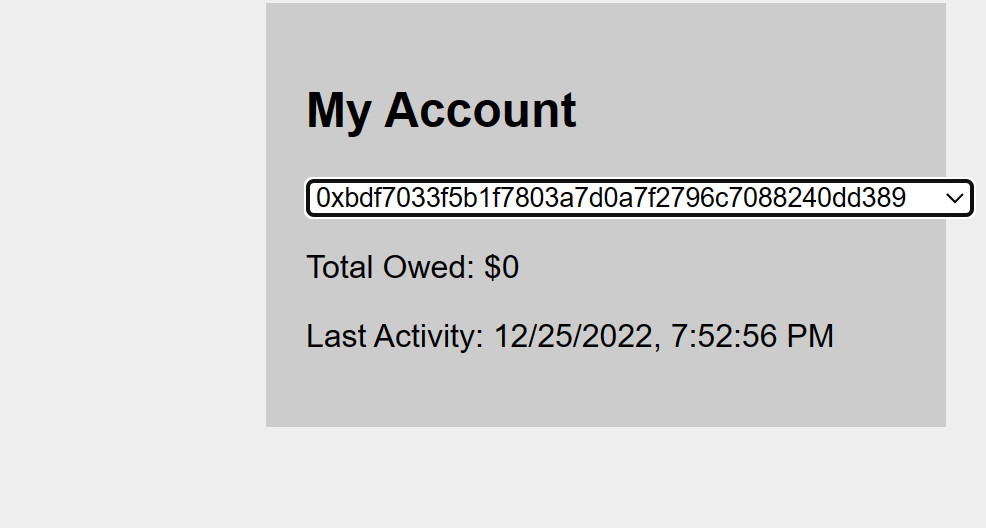 My Account
0xbdf7033f5b1f7803a7d0a7f2796c7088240dd389
Total Owed: $0
Last Activity: 12/25/2022, 7:52:56 PM